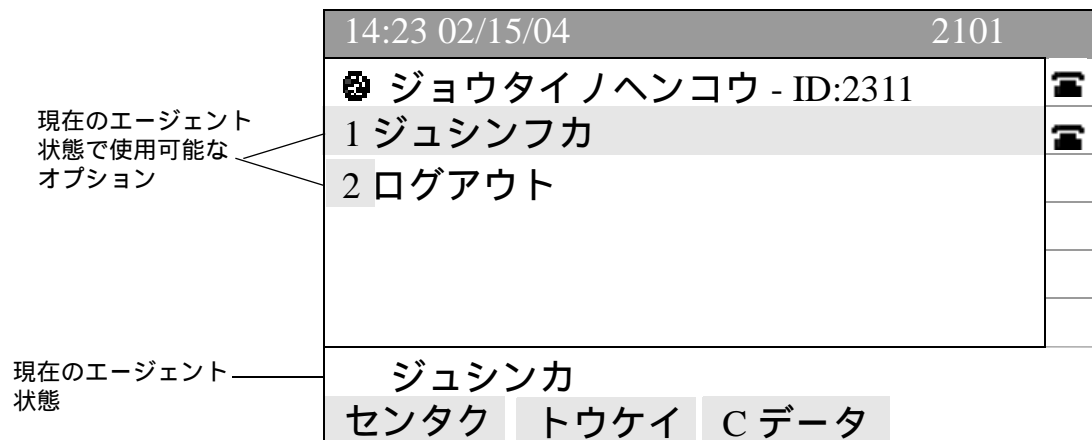 14:23 02/15/04 2101
ジョウタイノヘンコウ - ID:2311
現在のエージェント
状態で使用可能な
オプション
1 ジュシンフカ
2 ログアウト
現在のエージェント
状態
ジュシンカ
センタク トウケイ C データ